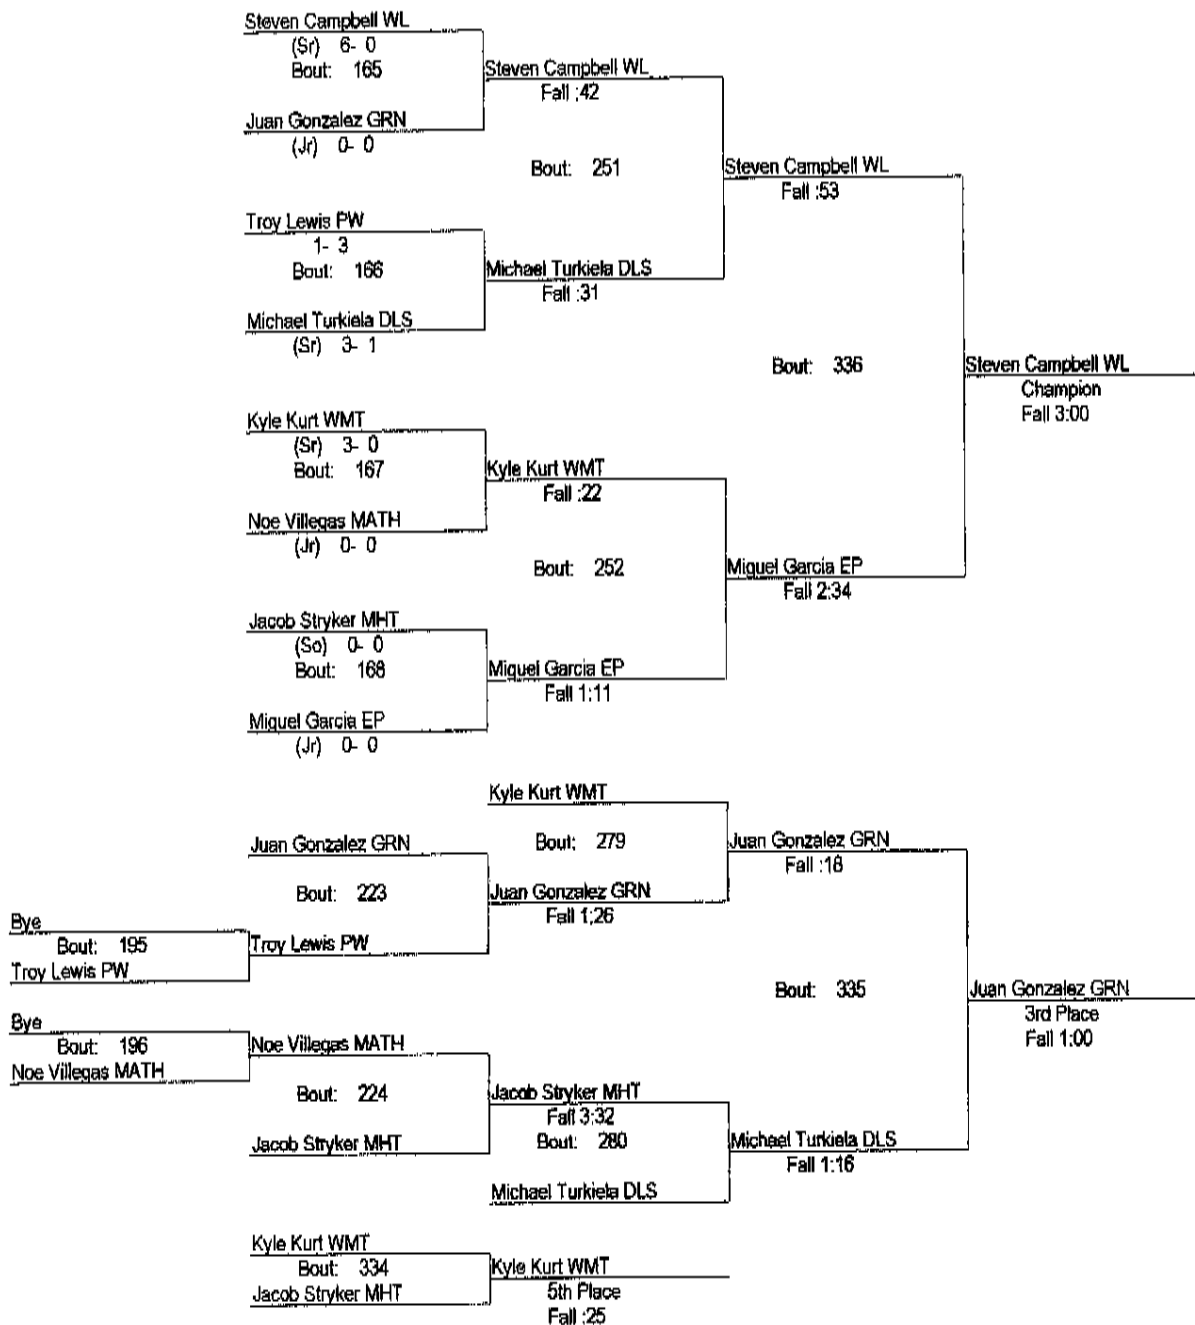 Steven Campbell WL
(Sr) 6- 0
Bout: 165
Steven Campbell WL
Fall :42
Juan Gonzalez GRN
(Jr) 0- 0
Bout: 251
Steven Campbell WL
Fall :53
Troy Lewis PW
1- 3
Bout: 166
Michael Turkiela DLS
Fall :31
Michael Turkiela DLS
(Sr) 3- 1
Bout: 336
Steven Campbell WL
Champion
Fall 3:00
Kyle Kurt WMT
(Sr) 3- 0
Bout: 167
Kyle Kurt WMT
Fall :22
Noe Villegas MATH
(Jr) 0- 0
Bout: 252
Miguel Garcia EP
Fall 2:34
Jacob Stryker MHT
(So) 0- 0
Bout: 168
Miguel Garcia EP
Fall 1:11
Miguel Garcia EP
(Jr) 0- 0
Kyle Kurt WMT
Bout: 279
Juan Gonzalez GRN
Fall :18
Juan Gonzalez GRN
Bout: 223
Juan Gonzalez GRN
Fall 1:26
Bye
Bout: 195
Troy Lewis PW
Troy Lewis PW
Bout: 335
Juan Gonzalez GRN
3rd Place
Fall 1:00
Bye
Bout: 196
Noe Villegas MATH
Noe Villegas MATH
Bout: 224
Jacob Stryker MHT
Fall 3:32
Bout: 280
Jacob Stryker MHT
Michael Turkiela DLS
Fall 1:16
Michael Turkiela DLS
Kyle Kurt WMT
Bout: 334
Kyle Kurt WMT
5th Place
Fall :25
Jacob Stryker MHT